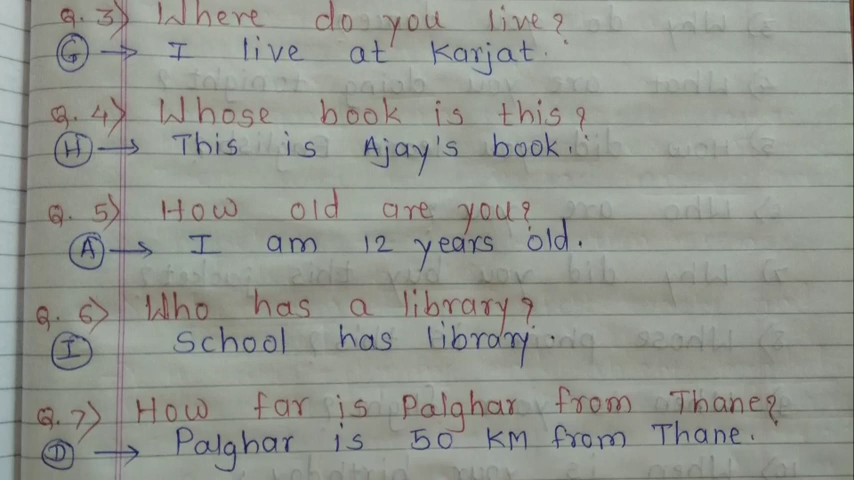 Q. 3) Where do you live?
G → I live at Karjat.
Q. 4) Whose book is this?
H → This is Ajay's book.
Q. 5) How old are you?
A → I am 12 years old.
Q. 6) Who has a library?
I School has library.
Q. 7) How far is Palghar from Thane?
D → Palghar is 50 KM from Thane.